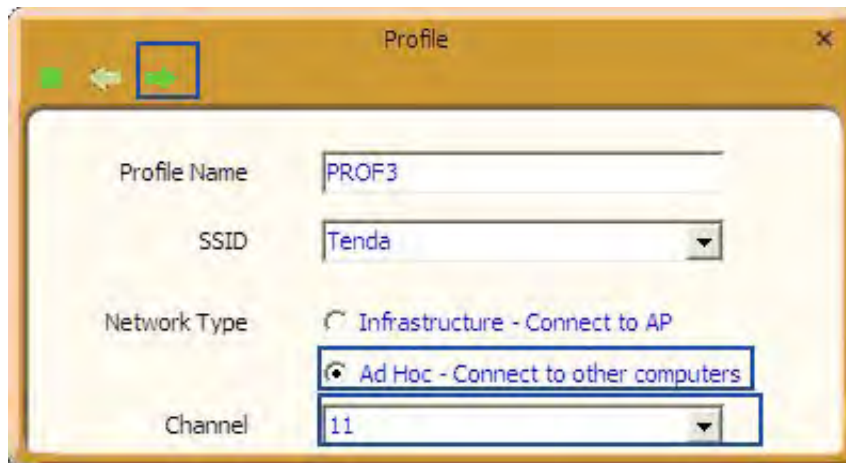 Profile
Profile Name PROF3
SSID Tenda
Network Type Infrastructure - Connect to AP
Ad Hoc - Connect to other computers
Channel 11